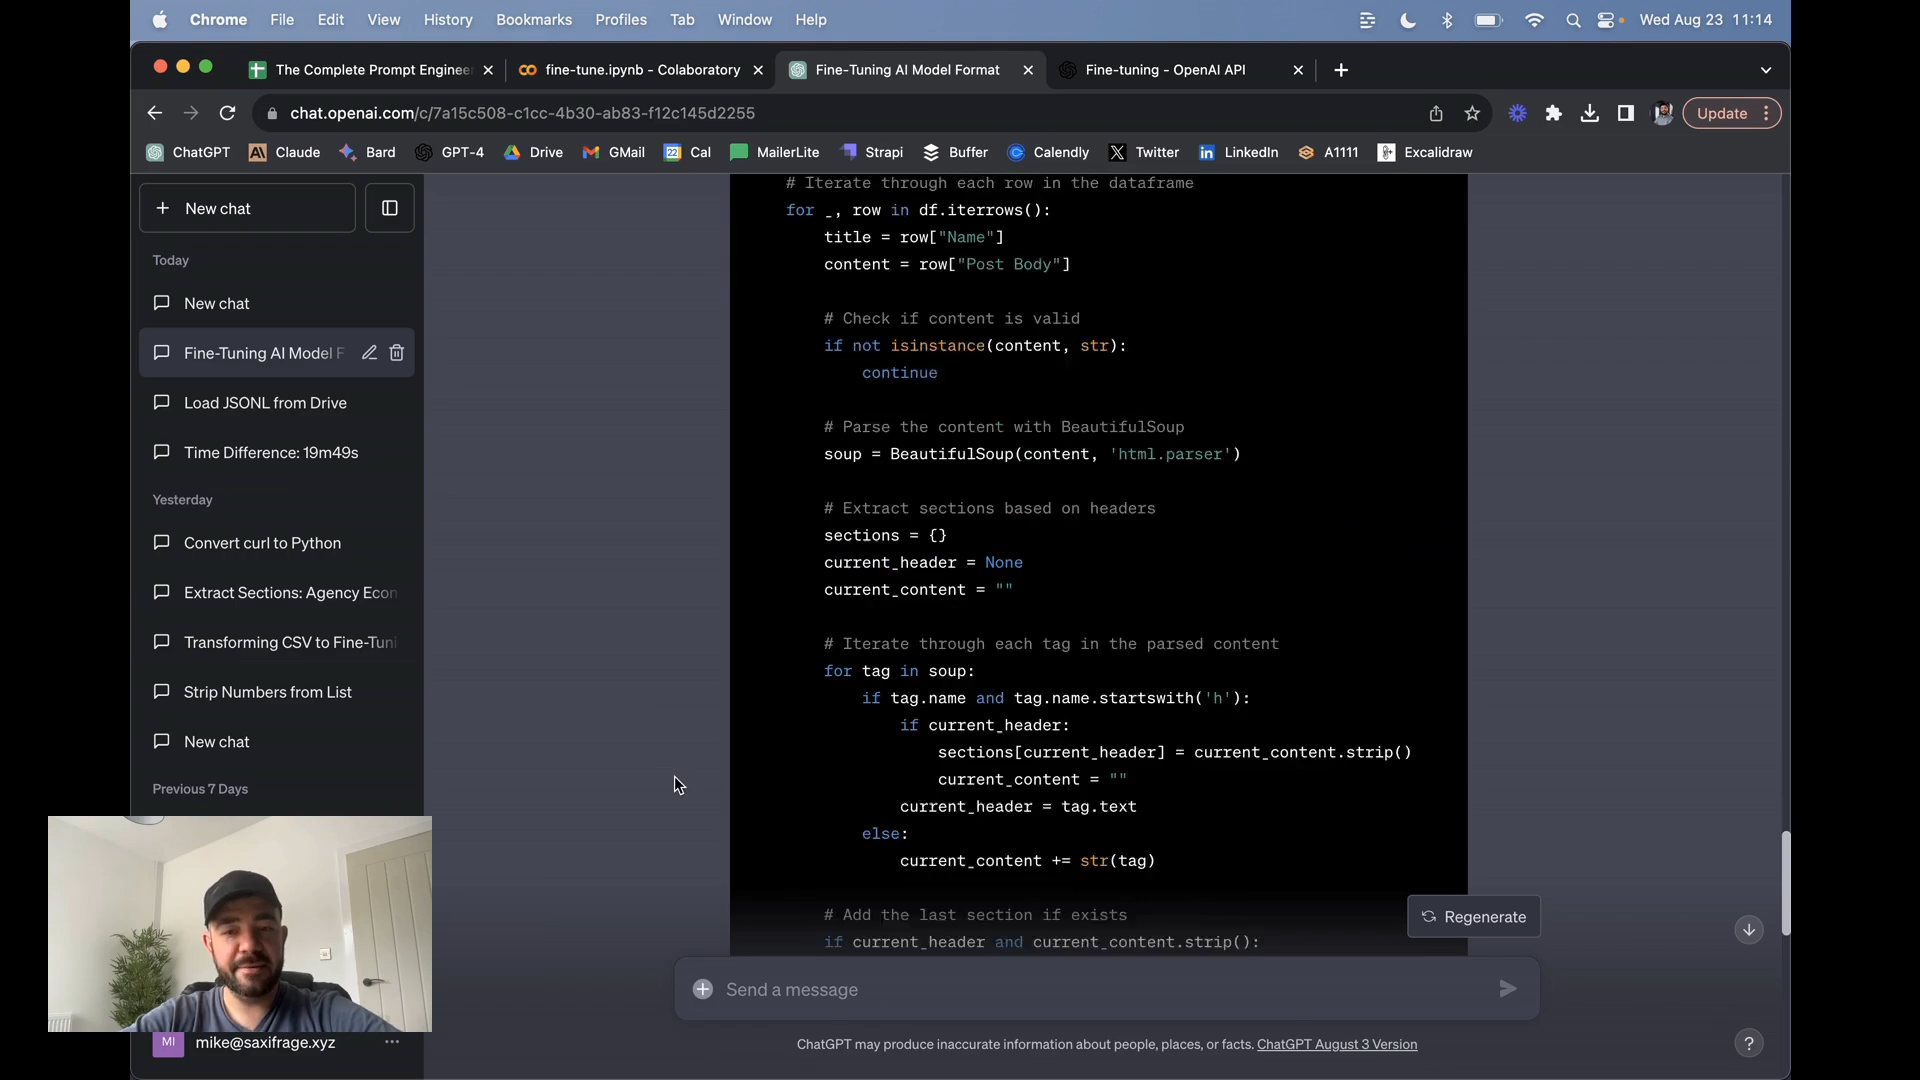 Chrome File Edit View History Bookmarks Profiles Tab Window Help Wed Aug 23 11:14
The Complete Prompt Enginee fine-tune.ipynb - Colaboratory Fine-Tuning AI Model Format Fine-tuning - OpenAI API
chat.openai.com/c/7a15c508-c1cc-4b30-ab83-f12c145d2255 Update
ChatGPT Claude Bard GPT-4 Drive GMail 22 Cal MailerLite Strapi Buffer Calendly Twitter LinkedIn A1111 Excalidraw
New chat
Today
New chat
Fine-Tuning AI Model F
Load JSONL from Drive
Time Difference: 19m49s
Yesterday
Convert curl to Python
Extract Sections: Agency Econ
Transforming CSV to Fine-Tuni
Strip Numbers from List
New chat
Previous 7 Days
MI mike@saxifrage.xyz
# Iterate through each row in the dataframe
for _, row in df.iterrows():
title = row["Name"]
content = row["Post Body"]
# Check if content is valid
if not isinstance(content, str):
continue
# Parse the content with BeautifulSoup
soup = BeautifulSoup(content, 'html.parser')
# Extract sections based on headers
sections = {}
current_header = None
current_content = ""
# Iterate through each tag in the parsed content
for tag in soup:
if tag.name and tag.name.startswith('h'):
if current_header:
sections[current_header] = current_content.strip()
current_content = ""
current_header = tag.text
else:
current_content += str(tag)
# Add the last section if exists
if current_header and current_content.strip():
Regenerate
Send a message
ChatGPT may produce inaccurate information about people, places, or facts. ChatGPT August 3 Version
?